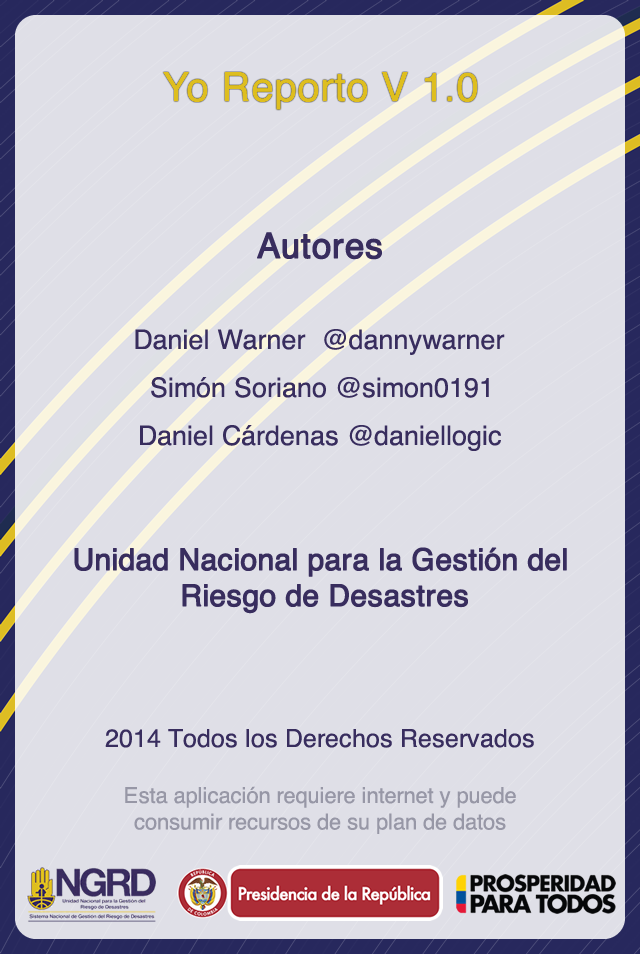 Yo Reporto V 1.0
Autores
Daniel Warner @dannywarner
Simón Soriano @simon0191
Daniel Cárdenas @daniellogic
Unidad Nacional para la Gestión del
Riesgo de Desastres
2014 Todos los Derechos Reservados
Esta aplicación requiere internet y puede
consumir recursos de su plan de datos
NGRD
Unidad Nacional para la Gestión del
Riesgo de Desastres
Sistema Nacional de Gestión del Riesgo de Desastres
REPÚBLICA
DE COLOMBIA
Presidencia de la República
PROSPERIDAD
PARA TODOS